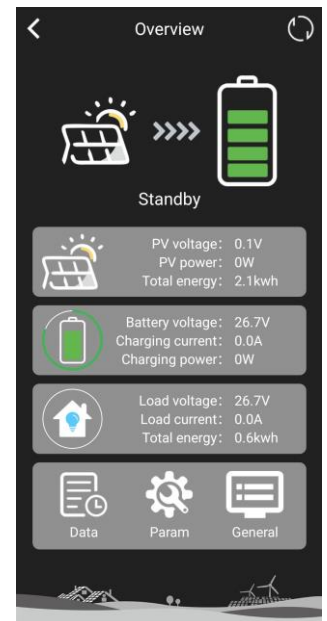 Overview
Standby
PV voltage: 0.1V
PV power: 0W
Total energy: 2.1kwh
Battery voltage: 26.7V
Charging current: 0.0A
Charging power: 0W
Load voltage: 26.7V
Load current: 0.0A
Total energy: 0.6kwh
Data Param General